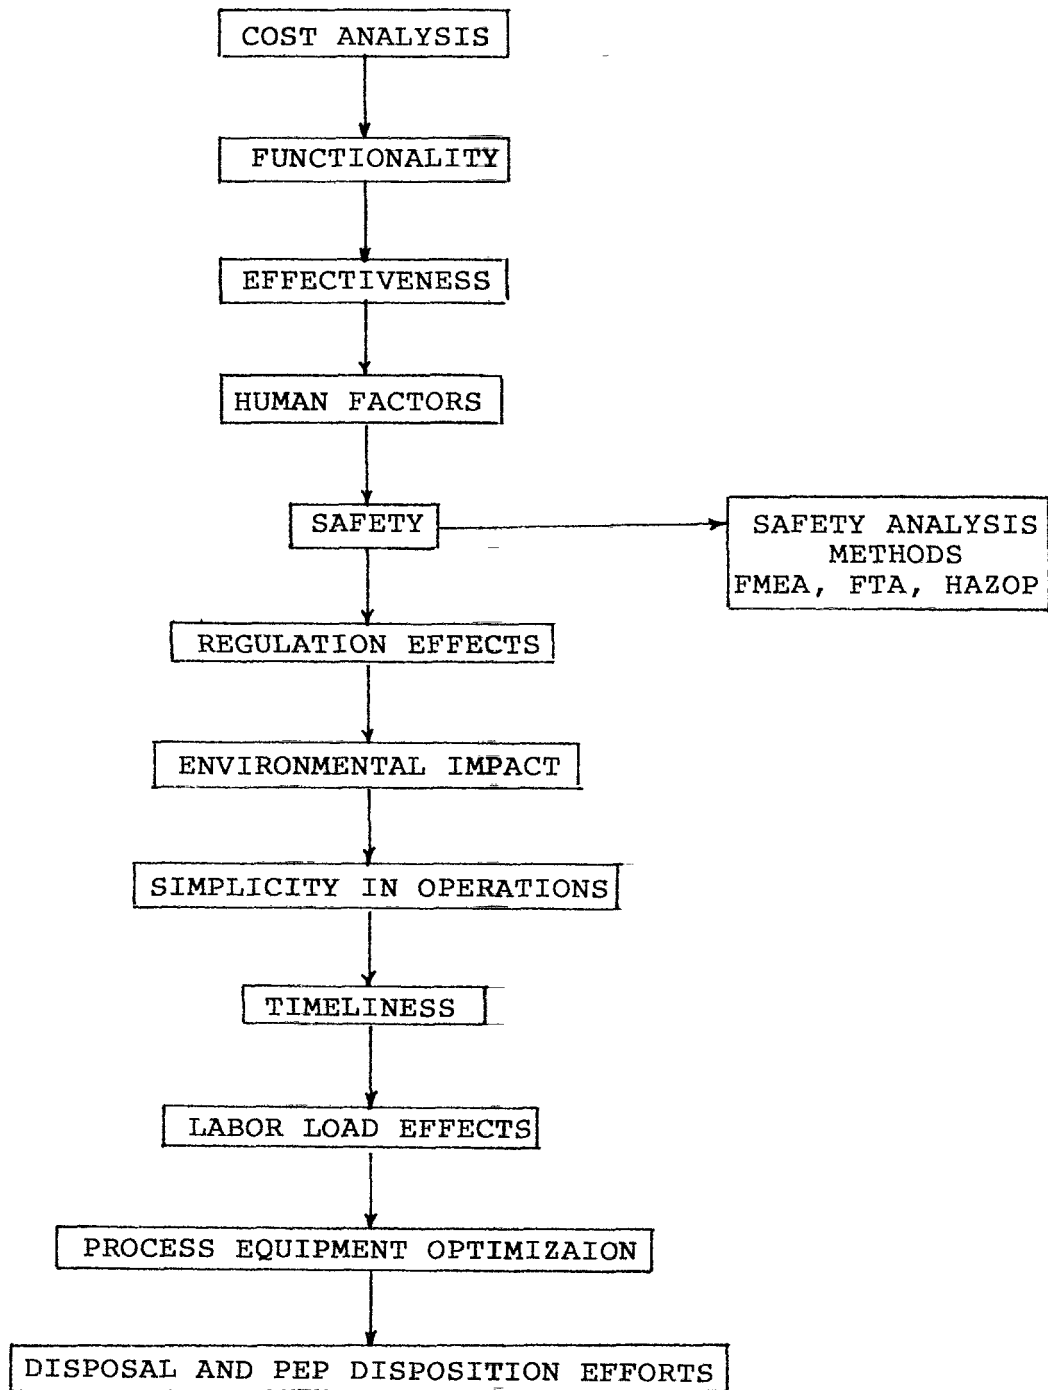 COST ANALYSIS
FUNCTIONALITY
EFFECTIVENESS
HUMAN FACTORS
SAFETY
SAFETY ANALYSIS
METHODS
FMEA, FTA, HAZOP
REGULATION EFFECTS
ENVIRONMENTAL IMPACT
SIMPLICITY IN OPERATIONS
TIMELINESS
LABOR LOAD EFFECTS
PROCESS EQUIPMENT OPTIMIZAION
DISPOSAL AND PEP DISPOSITION EFFORTS